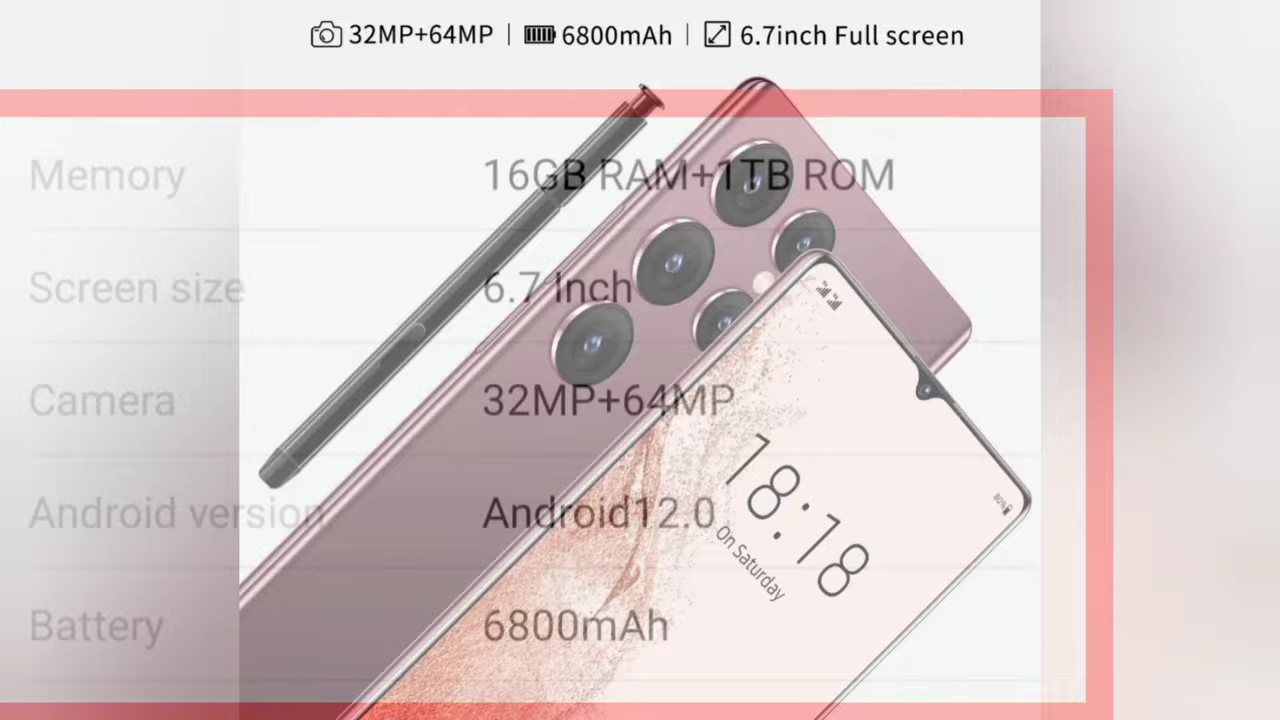 32MP+64MP | 6800mAh | 6.7inch Full screen
Memory 16GB RAM+1TB ROM
Screen size 6.7 Inch
Camera 32MP+64MP
Android version Android12.0
Battery 6800mAh
18:18
On Saturday
80%